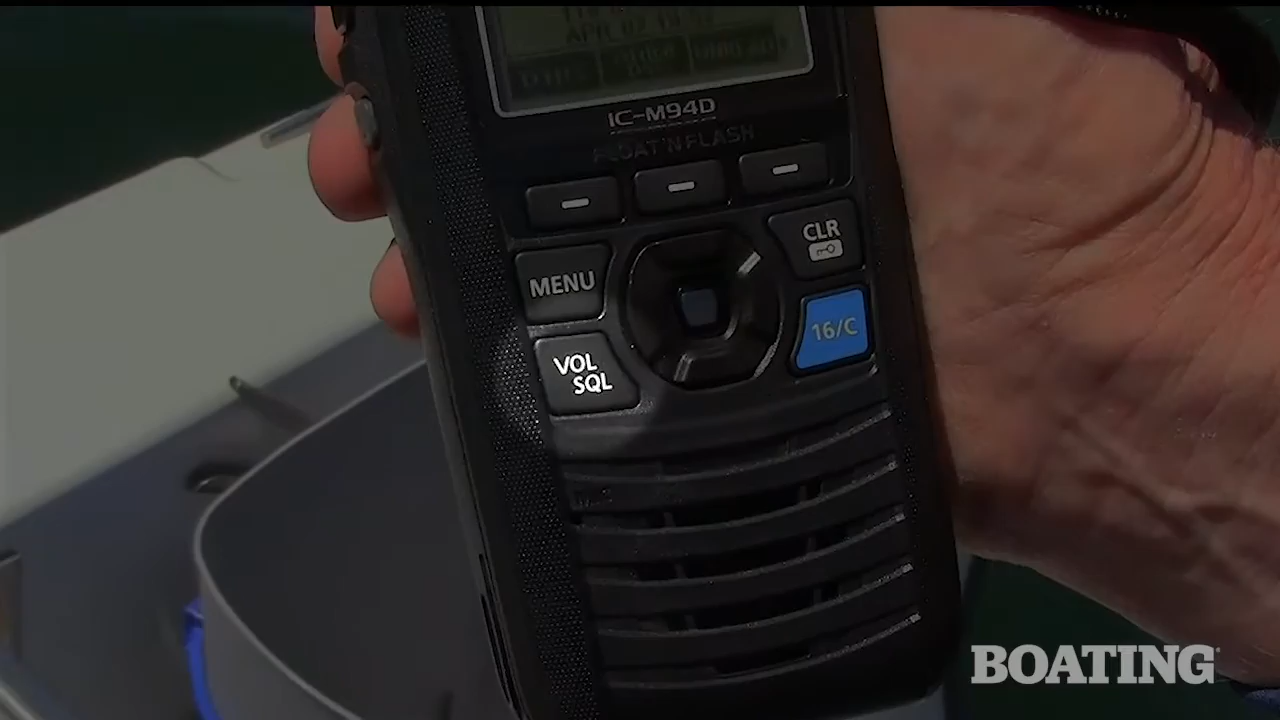 IC-M94D
FLOAT'N FLASH
CLR
MENU
16/C
VOL
SQL
BOATING